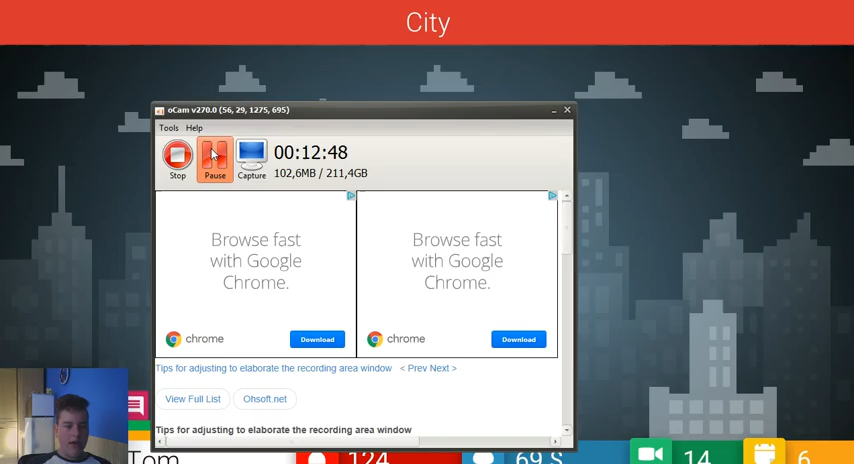 City
oCam v270.0 (56, 29, 1275, 695)
Tools Help
Stop Pause Capture
00:12:48
102,6MB / 211,4GB
Browse fast
with Google
Chrome.
chrome Download
Browse fast
with Google
Chrome.
chrome Download
Tips for adjusting to elaborate the recording area window < Prev Next >
View Full List Ohsoft.net
Tips for adjusting to elaborate the recording area window
Tom 124 69 $ 14 6